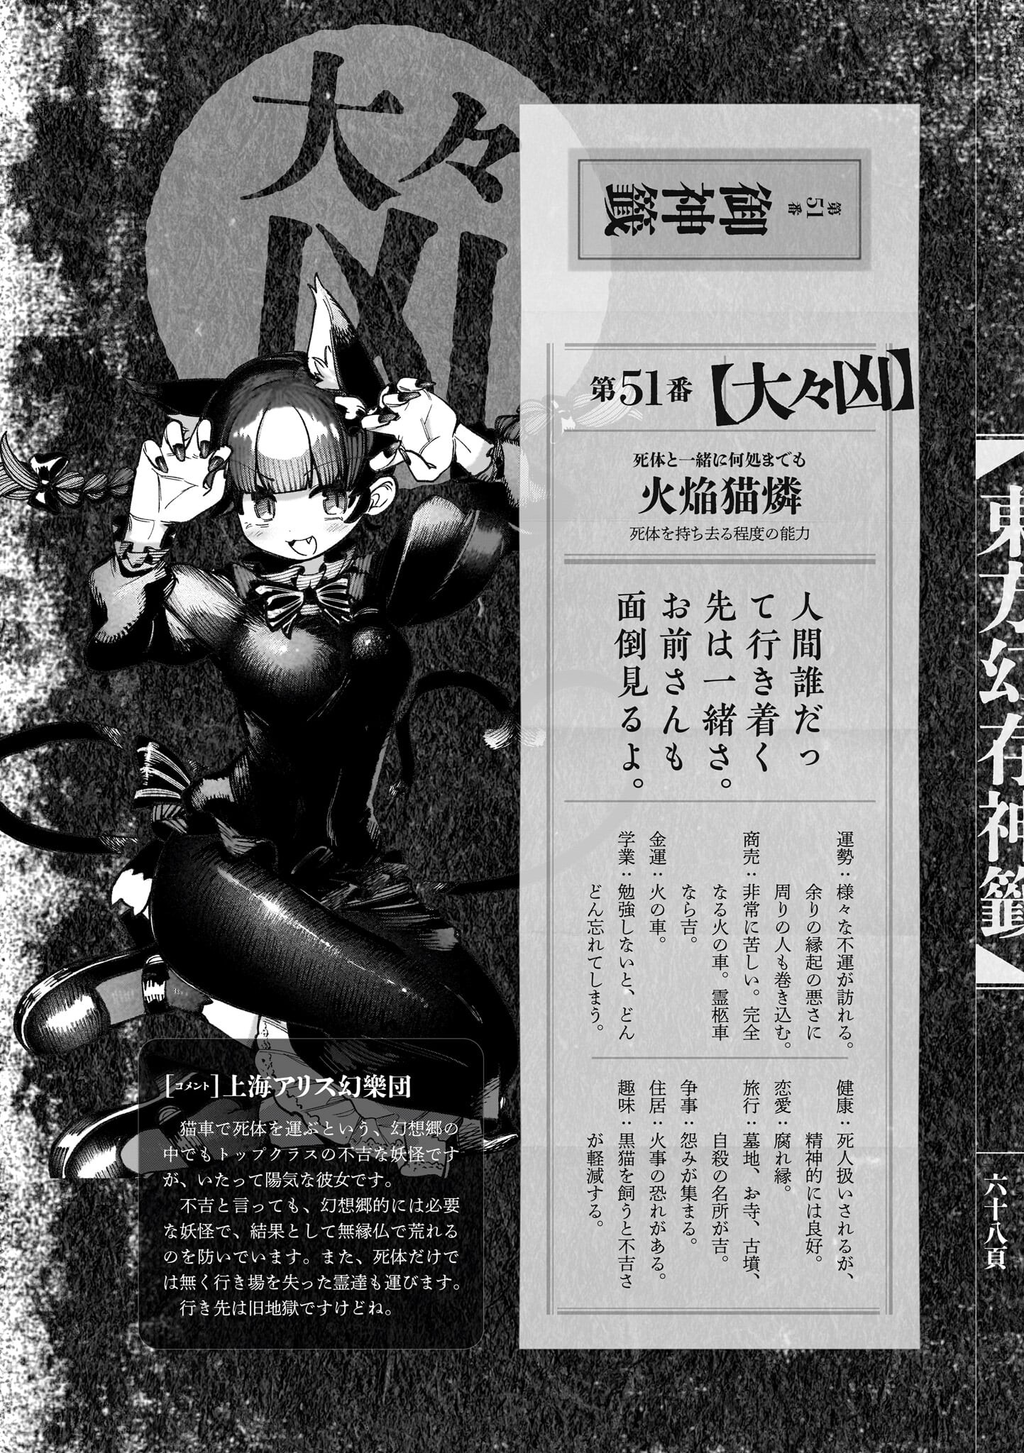 大々
凶
御神籤
第51番
第51番【大々凶】
死体と一緒に何処までも
火焔猫燐
死体を持ち去る程度の能力
人間誰だっ
て行き着く
先は一緒さ。
お前さんも
面倒見るよ。
運勢：様々な不運が訪れる。
余りの縁起の悪さに
周りの人も巻き込む。
商売：非常に苦しい。完全
なる火の車。霊柩車
なら吉。
金運：火の車。
学業：勉強しないと、どん
どん忘れてしまう。
健康：死人扱いされるが、
精神的には良好。
恋愛：腐れ縁。
旅行：墓地、お寺、古墳、
自殺の名所が吉。
争事：怨みが集まる。
住居：火事の恐れがある。
趣味：黒猫を飼うと不吉さ
が軽減する。
［コメント］上海アリス幻樂団
猫車で死体を運ぶという、幻想郷の
中でもトップクラスの不吉な妖怪です
が、いたって陽気な彼女です。
不吉と言っても、幻想郷的には必要
な妖怪で、結果として無縁仏で荒れる
のを防いでいます。また、死体だけで
は無く行き場を失った霊達も運びます。
行き先は旧地獄ですけどね。
【東方幻存神籤】
六十八頁